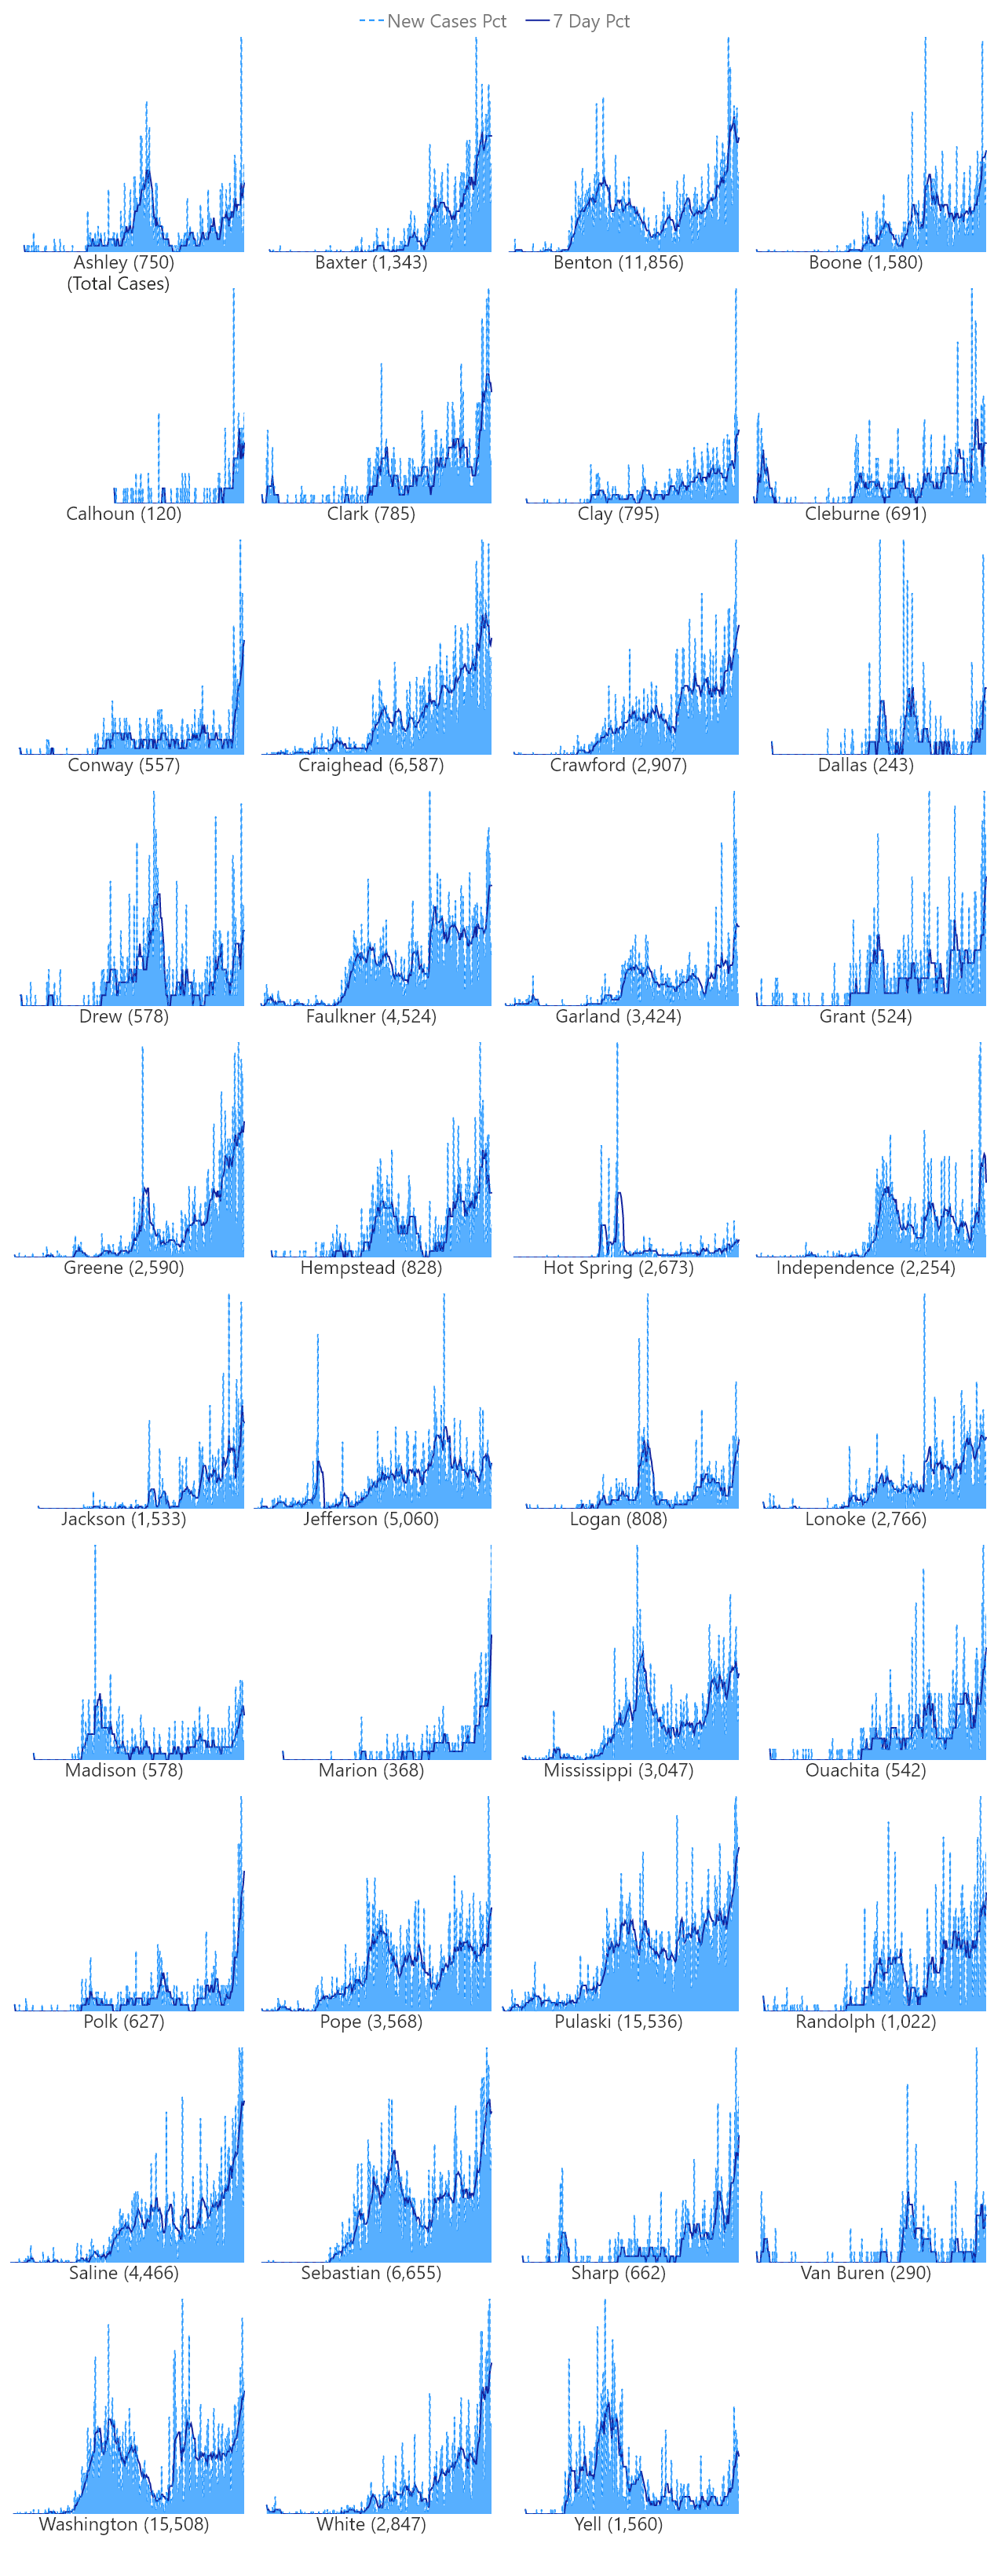 New Cases Pct 7 Day Pct
Ashley (750) Baxter (1,343) Benton (11,856) Boone (1,580)
(Total Cases)
Calhoun (120) Clark (785) Clay (795) Cleburne (691)
Conway (557) Craighead (6,587) Crawford (2,907) Dallas (243)
Drew (578) Faulkner (4,524) Garland (3,424) Grant (524)
Greene (2,590) Hempstead (828) Hot Spring (2,673) Independence (2,254)
Jackson (1,533) Jefferson (5,060) Logan (808) Lonoke (2,766)
Madison (578) Marion (368) Mississippi (3,047) Ouachita (542)
Polk (627) Pope (3,568) Pulaski (15,536) Randolph (1,022)
Saline (4,466) Sebastian (6,655) Sharp (662) Van Buren (290)
Washington (15,508) White (2,847) Yell (1,560)